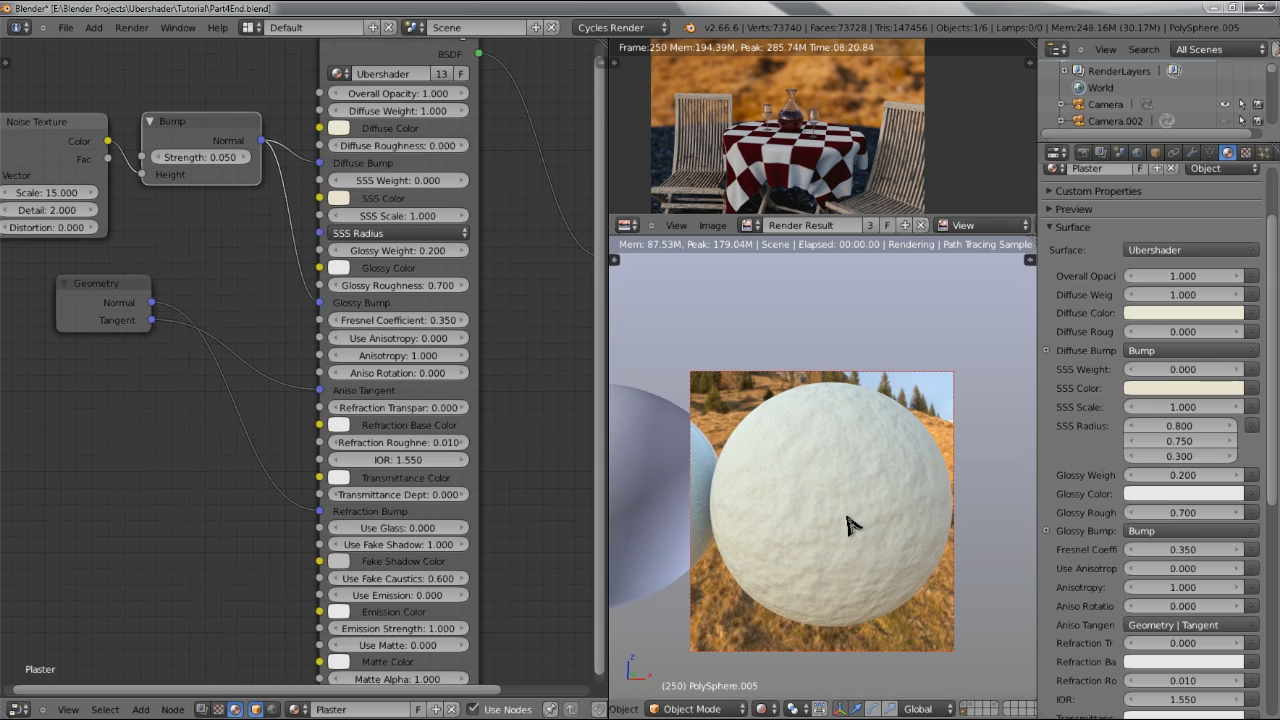 Blender* [E:\Blender Projects\Ubershader\Tutorial\Part4End.blend]
File Add Render Window Help Default Scene Cycles Render v2.66.6 | Verts:73740 | Faces:73728 | Tris:147456 | Objects:1/6 | Lamps:0/0 | Mem:248.16M (30.17M) | PolySphere.005
Noise Texture
Color
Fac
Vector
Scale: 15.000
Detail: 2.000
Distortion: 0.000
Bump
Normal
Strength: 0.050
Height
Geometry
Normal
Tangent
BSDF
Ubershader 13 F
Overall Opacity: 1.000
Diffuse Weight: 1.000
Diffuse Color
Diffuse Roughness: 0.000
Diffuse Bump
SSS Weight: 0.000
SSS Color
SSS Scale: 1.000
SSS Radius
Glossy Weight: 0.200
Glossy Color
Glossy Roughness: 0.700
Glossy Bump
Fresnel Coefficient: 0.350
Use Anisotropy: 0.000
Anisotropy: 1.000
Aniso Rotation: 0.000
Aniso Tangent
Refraction Transpar: 0.000
Refraction Base Color
Refraction Roughne: 0.010
IOR: 1.550
Transmittance Color
Transmittance Dept: 0.000
Refraction Bump
Use Glass: 0.000
Use Fake Shadow: 1.000
Fake Shadow Color
Use Fake Caustics: 0.600
Use Emission: 0.000
Emission Color
Emission Strength: 1.000
Use Matte: 0.000
Matte Color
Matte Alpha: 1.000
Plaster
View Select Add Node Plaster F Use Nodes
Frame:250 Mem:194.39M, Peak: 285.74M Time:08:20.84
View Image Render Result 3 F View
Mem: 87.53M, Peak: 179.04M | Scene | Elapsed: 00:00.00 | Rendering | Path Tracing Sample
z
x
(250) PolySphere.005
Object Object Mode Global
View Search All Scenes
RenderLayers
World
Camera
Camera.002
Plaster F Object
Custom Properties
Preview
Surface
Surface: Ubershader
Overall Opaci 1.000
Diffuse Weig 1.000
Diffuse Color:
Diffuse Roug 0.000
Diffuse Bump Bump
SSS Weight: 0.000
SSS Color:
SSS Scale: 1.000
SSS Radius: 0.800
0.750
0.300
Glossy Weigh 0.200
Glossy Color:
Glossy Rough 0.700
Glossy Bump: Bump
Fresnel Coeffi 0.350
Use Anisotrop 0.000
Anisotropy: 1.000
Aniso Rotatio 0.000
Aniso Tangen Geometry | Tangent
Refraction Tr 0.000
Refraction Ba
Refraction Ro 0.010
IOR: 1.550